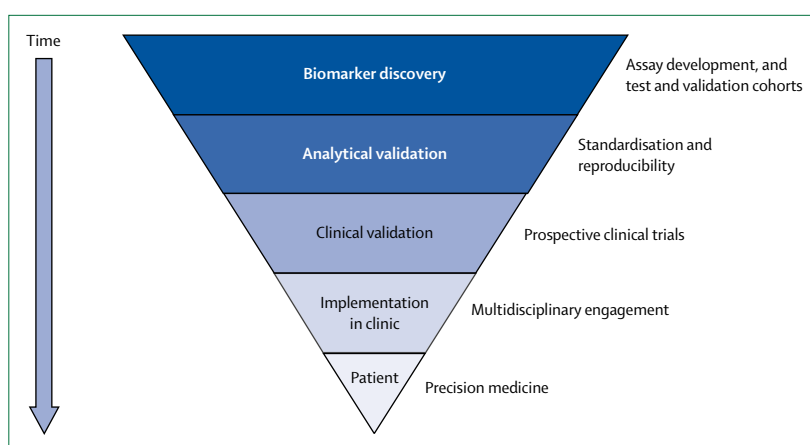 Time
Biomarker discovery
Assay development, and
test and validation cohorts
Analytical validation
Standardisation and
reproducibility
Clinical validation
Prospective clinical trials
Implementation
in clinic
Multidisciplinary engagement
Patient
Precision medicine